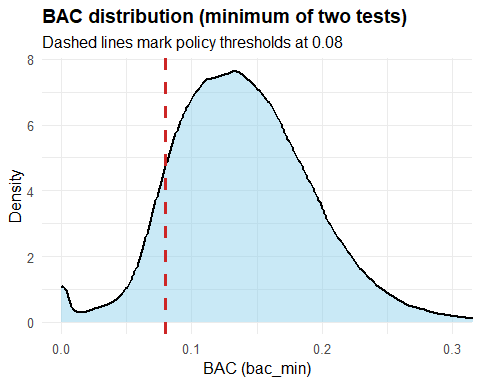 BAC distribution (minimum of two tests)
Dashed lines mark policy thresholds at 0.08
8
6
4
2
0
Density
0.0 0.1 0.2 0.3
BAC (bac_min)